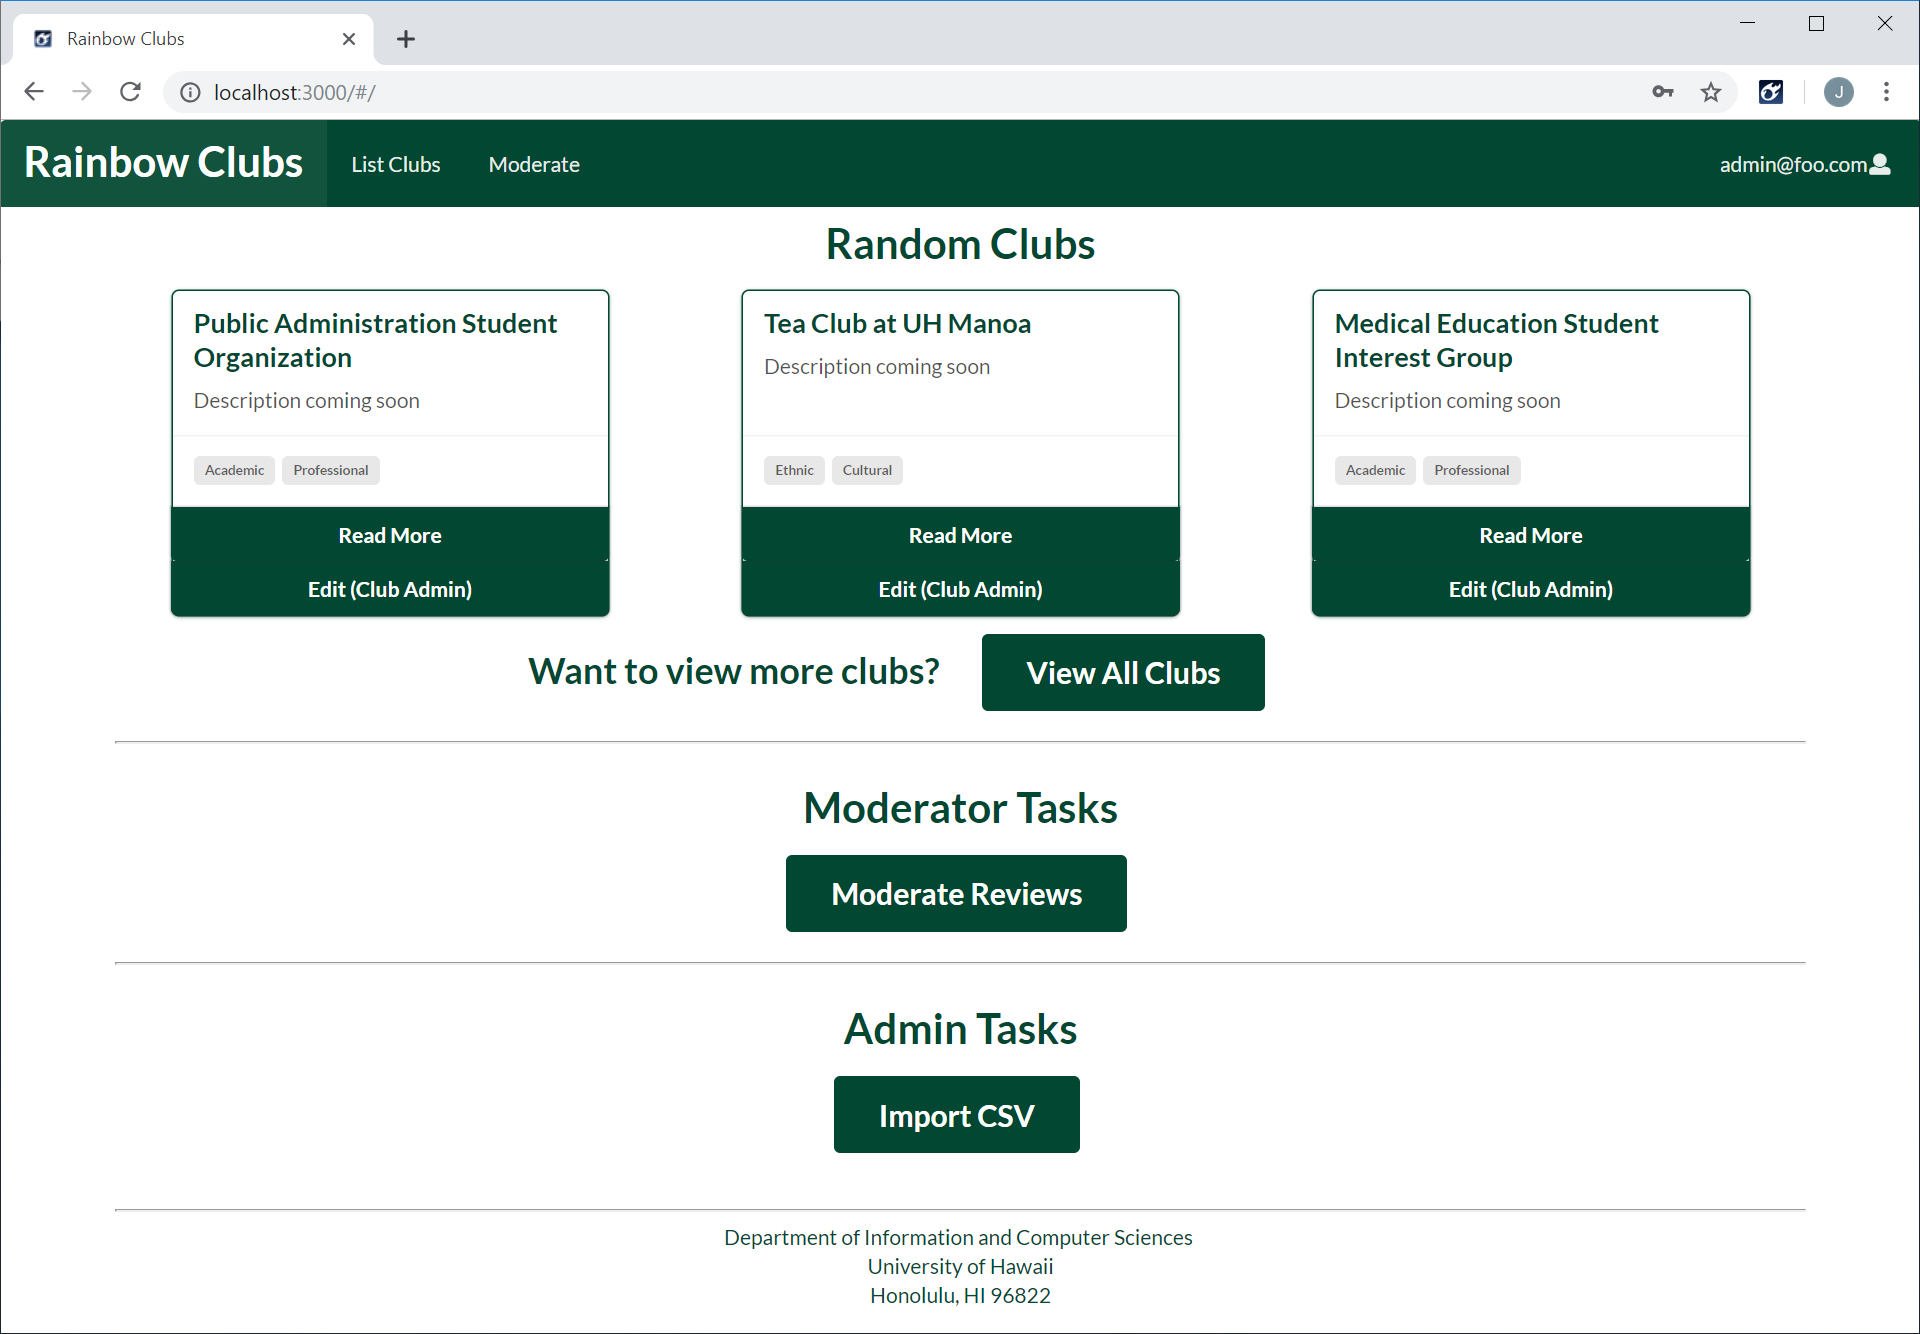 Rainbow Clubs
localhost:3000/#/
J
Rainbow Clubs List Clubs Moderate admin@foo.com
Random Clubs
Public Administration Student
Organization
Description coming soon
Academic Professional
Read More
Edit (Club Admin)
Tea Club at UH Manoa
Description coming soon
Ethnic Cultural
Read More
Edit (Club Admin)
Medical Education Student
Interest Group
Description coming soon
Academic Professional
Read More
Edit (Club Admin)
Want to view more clubs? View All Clubs
Moderator Tasks
Moderate Reviews
Admin Tasks
Import CSV
Department of Information and Computer Sciences
University of Hawaii
Honolulu, HI 96822